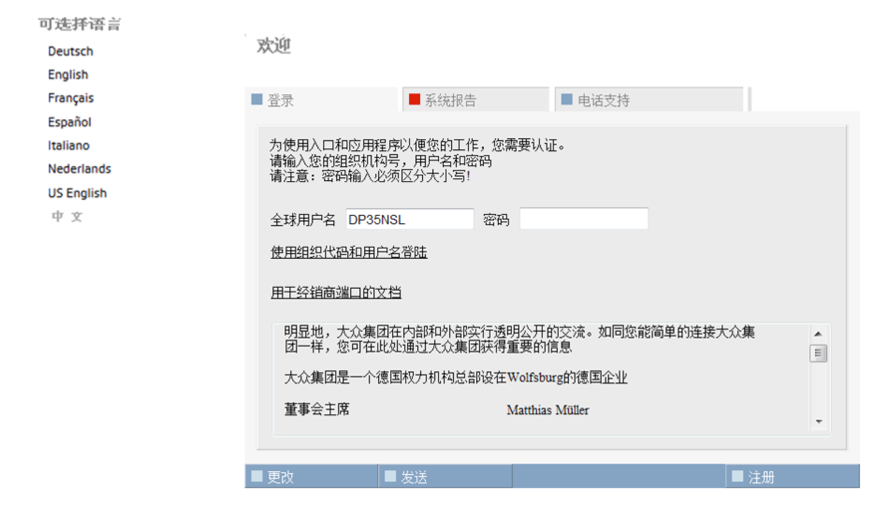 可选择语言
Deutsch
English
Français
Español
Italiano
Nederlands
US English
中 文
欢迎
登录
系统报告
电话支持
为使用入口和应用程序以便您的工作，您需要认证。
请输入您的组织机构号，用户名和密码
请注意：密码输入必须区分大小写!
全球用户名 DP35NSL 密码
使用组织代码和用户名登陆
用于经销商端口的文档
明显地，大众集团在内部和外部实行透明公开的交流。如同您能简单的连接大众集
团一样，您可在此处通过大众集团获得重要的信息
大众集团是一个德国权力机构总部设在Wolfsburg的德国企业
董事会主席 Matthias Müller
更改 发送 注册